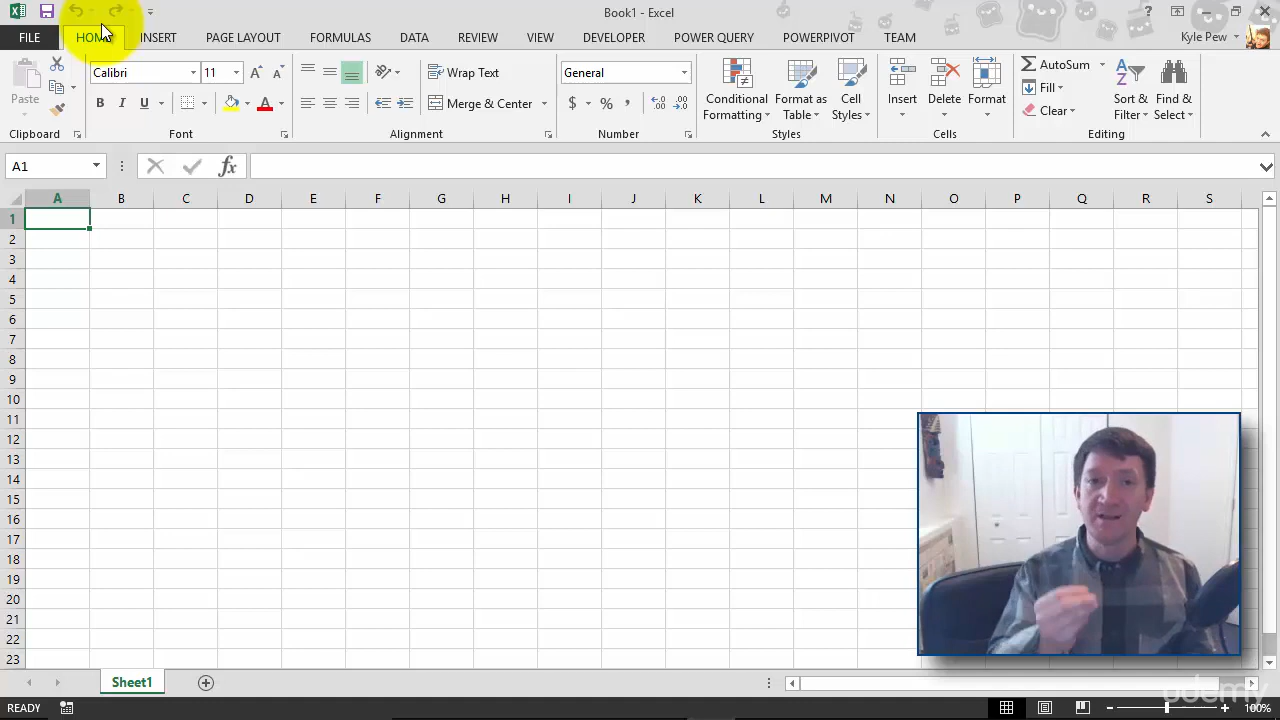 Book1 - Excel
?
FILE HOME INSERT PAGE LAYOUT FORMULAS DATA REVIEW VIEW DEVELOPER POWER QUERY POWERPIVOT TEAM Kyle Pew
Paste
Calibri 11
B I U A
Wrap Text
Merge & Center
General
$ % ,
Conditional Formatting
Format as Table
Cell Styles
Insert
Delete
Format
AutoSum
Fill
Clear
Sort & Filter
Find & Select
Clipboard Font Alignment Number Styles Cells Editing
A1 fx
A B C D E F G H I J K L M N O P Q R S
1
2
3
4
5
6
7
8
9
10
11
12
13
14
15
16
17
18
19
20
21
22
23
Sheet1
udemy
READY 100%